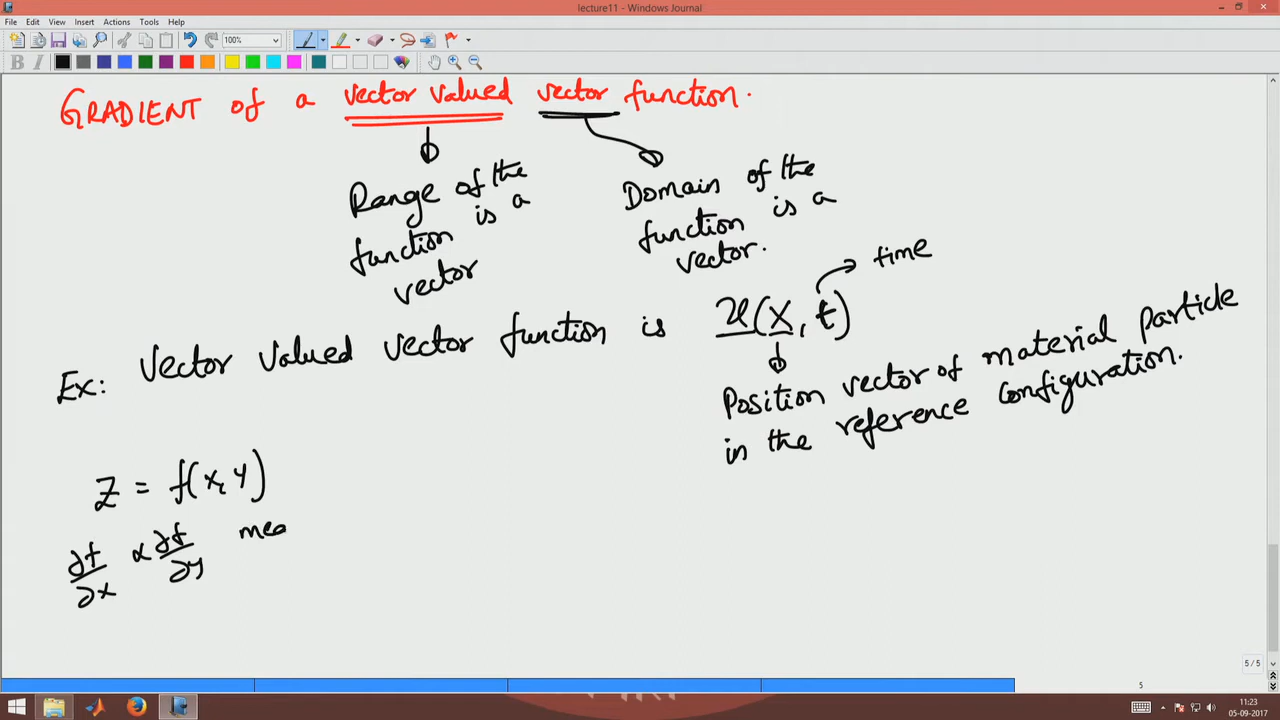 lecture11 - Windows Journal
File Edit View Insert Actions Tools Help
100%
GRADIENT of a vector valued vector function.
Range of the function is a vector
Domain of the function is a vector.
Ex: Vector valued vector function is u(X, t)
time
Position vector of material particle
in the reference configuration.
Z = f(x, y)
∂f/∂x & ∂f/∂y
5 / 5
5
11:23
05-09-2017